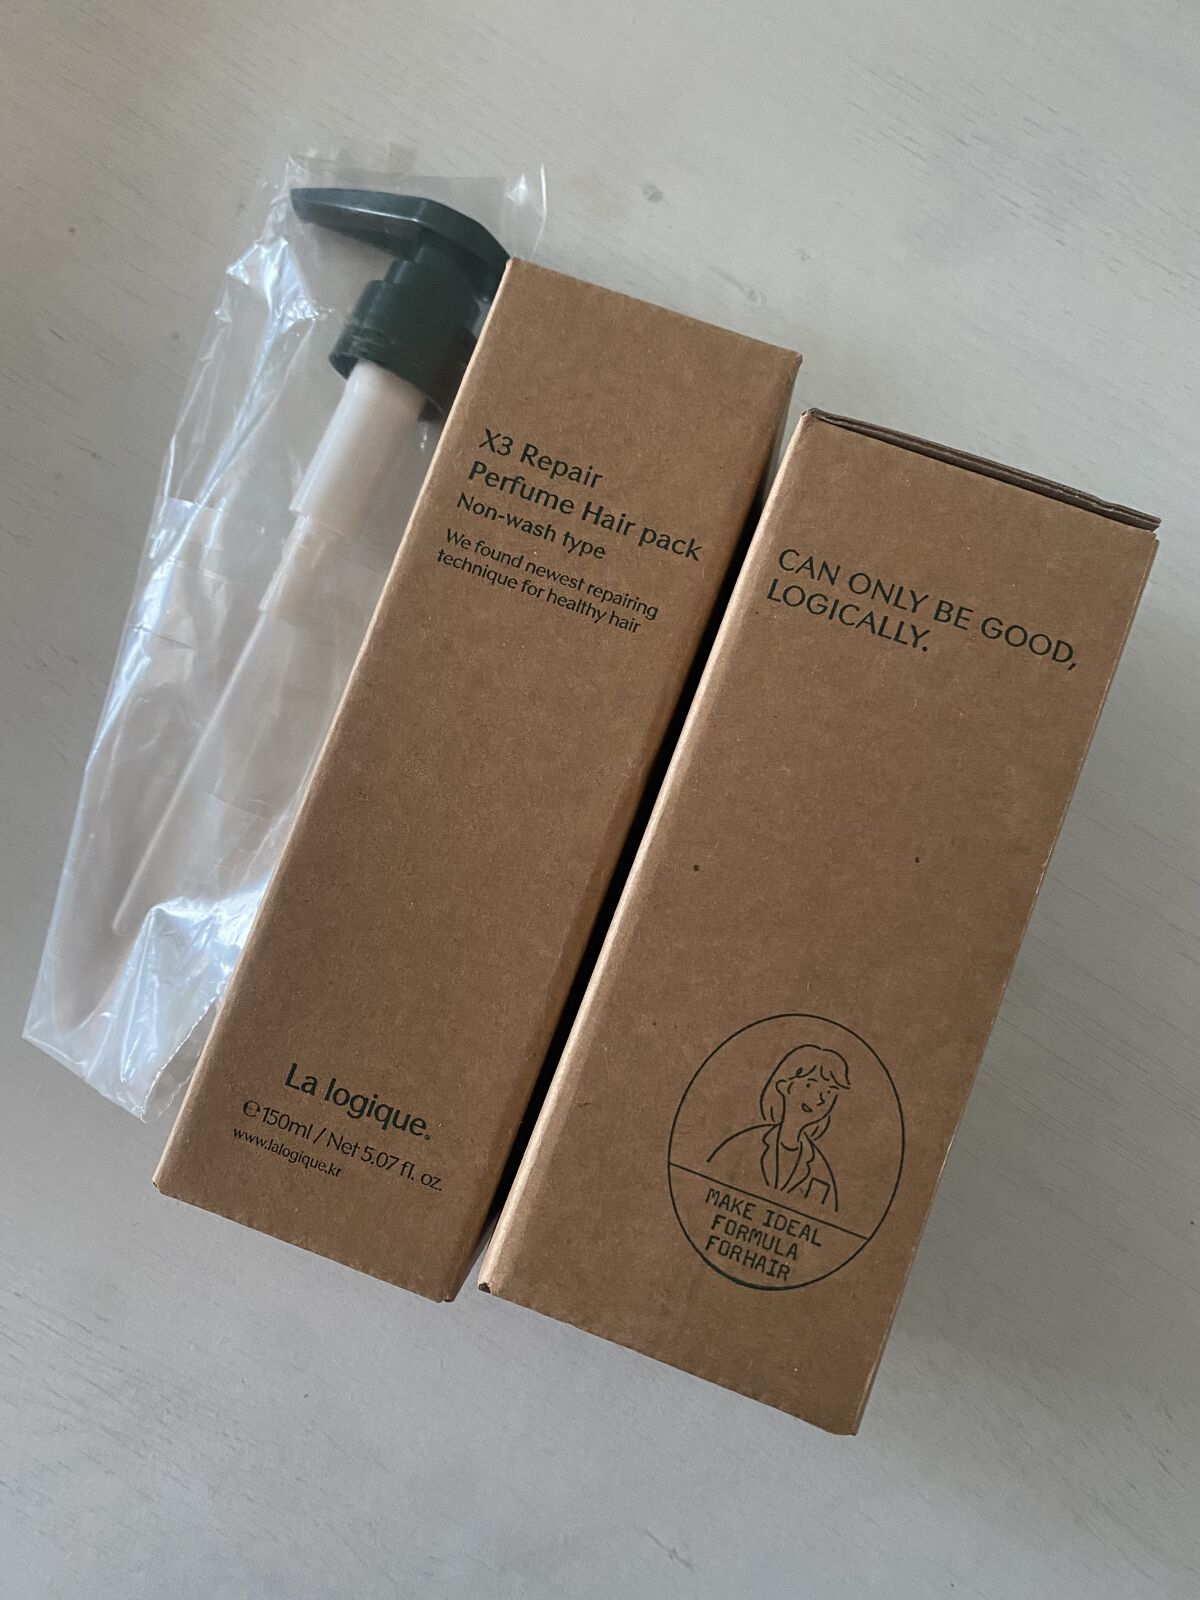 X3 Repair
Perfume Hair pack
Non-wash type
We found newest repairing
technique for healthy hair
La logique.
℮150ml / Net 5.07 fl. oz.
www.lalogique.kr
CAN ONLY BE GOOD,
LOGICALLY.
MAKE IDEAL
FORMULA
FORHAIR